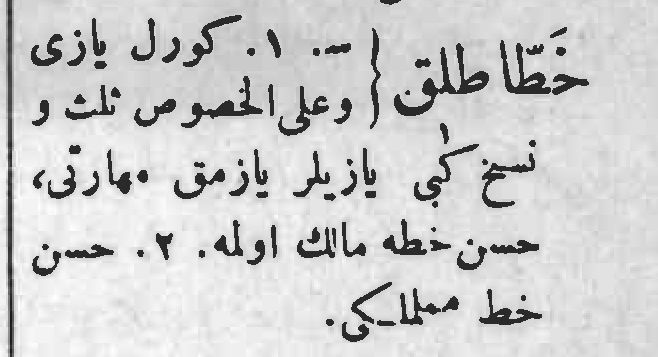 خَطّاطلق { – ١. كوزل يازى
وعلى الخصوص ثلث و
نسخ كبى يازيلر يازمق مهارتى،
حسن خطه مالك اولمه. ٢. حسن
خط معلملكى.